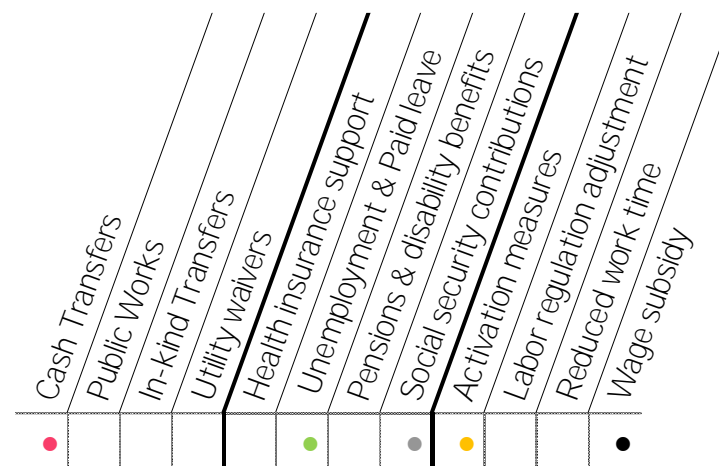 Cash Transfers
Public Works
In-kind Transfers
Utility waivers
Health insurance support
Unemployment & Paid leave
Pensions & disability benefits
Social security contributions
Activation measures
Labor regulation adjustment
Reduced work time
Wage subsidy